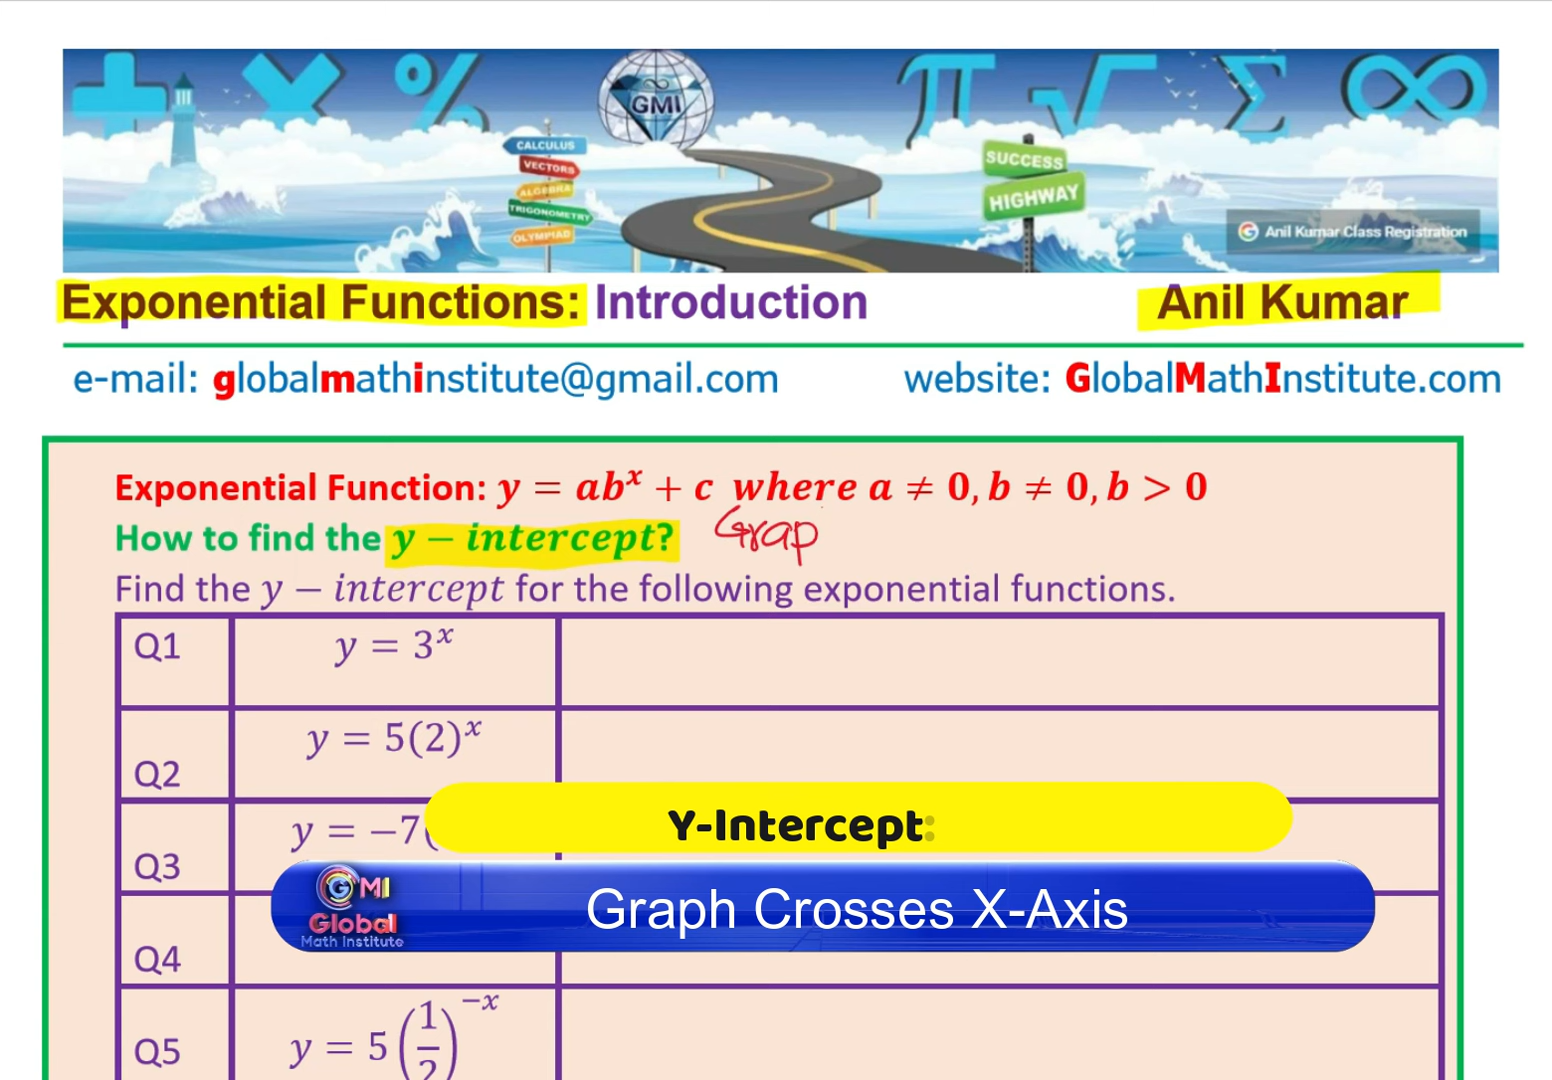 + × % GMI π √ Σ ∞
CALCULUS
VECTORS
ALGEBRA
TRIGONOMETRY
OLYMPIAD
SUCCESS
HIGHWAY
G Anil Kumar Class Registration
Exponential Functions: Introduction Anil Kumar
e-mail: globalmathinstitute@gmail.com website: GlobalMathInstitute.com
Exponential Function: y = abˣ + c where a ≠ 0, b ≠ 0, b > 0
How to find the y − intercept? Grap
Find the y − intercept for the following exponential functions.
Q1 y = 3ˣ
Q2 y = 5(2)ˣ
Q3 y = −7(
Y-Intercept:
GMI
Global
Math Institute
Graph Crosses X-Axis
Q4
Q5 y = 5(1/2)⁻ˣ